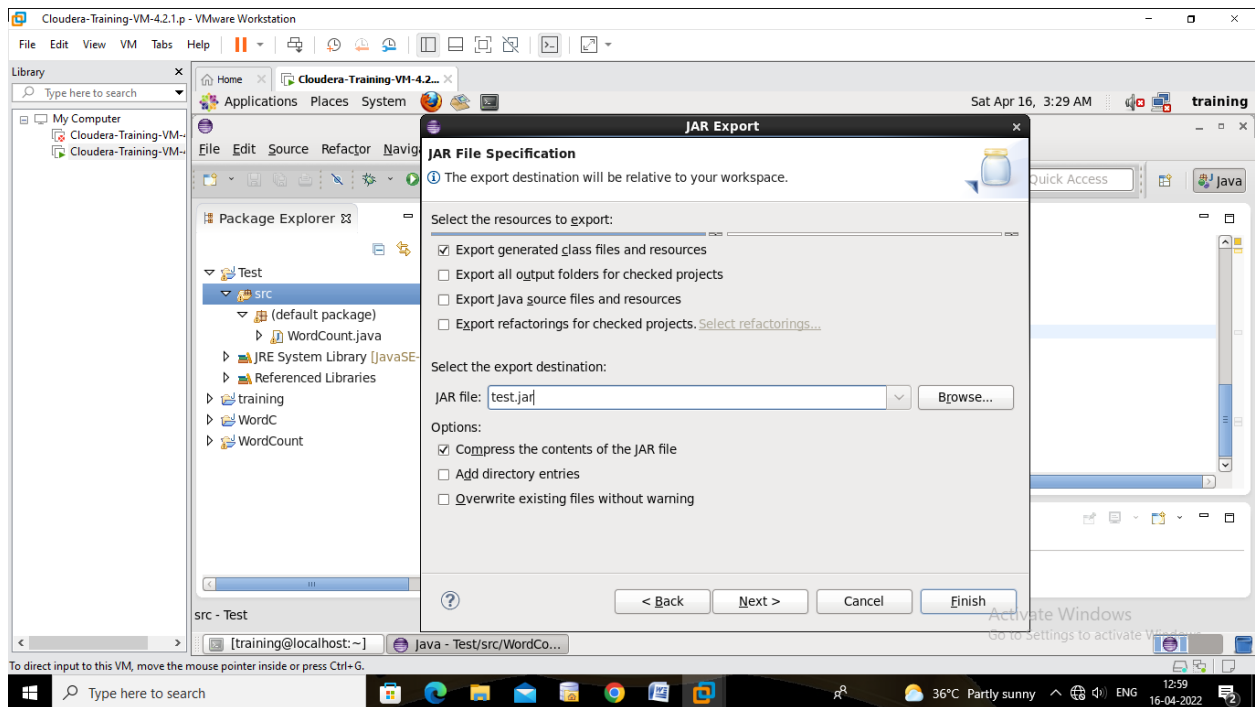 Cloudera-Training-VM-4.2.1.p - VMware Workstation
File Edit View VM Tabs Help
Library
Type here to search
My Computer
Cloudera-Training-VM-
Cloudera-Training-VM-
Home Cloudera-Training-VM-4.2...
Applications Places System Sat Apr 16, 3:29 AM training
File Edit Source Refactor Naviga
Quick Access Java
Package Explorer
Test
src
(default package)
WordCount.java
JRE System Library [JavaSE-
Referenced Libraries
training
WordC
WordCount
JAR Export
JAR File Specification
The export destination will be relative to your workspace.
Select the resources to export:
Export generated class files and resources
Export all output folders for checked projects
Export Java source files and resources
Export refactorings for checked projects. Select refactorings...
Select the export destination:
JAR file: test.jar Browse...
Options:
Compress the contents of the JAR file
Add directory entries
Overwrite existing files without warning
< Back Next > Cancel Finish
src - Test
Activate Windows
Go to Settings to activate Windows
[training@localhost:~] Java - Test/src/WordCo...
To direct input to this VM, move the mouse pointer inside or press Ctrl+G.
Type here to search 36°C Partly sunny ENG 12:59
16-04-2022 2